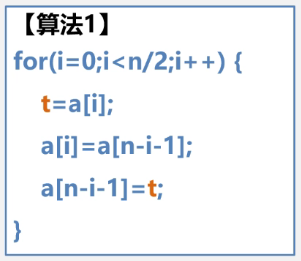 【算法1】
for(i=0;i<n/2;i++) {
t=a[i];
a[i]=a[n-i-1];
a[n-i-1]=t;
}